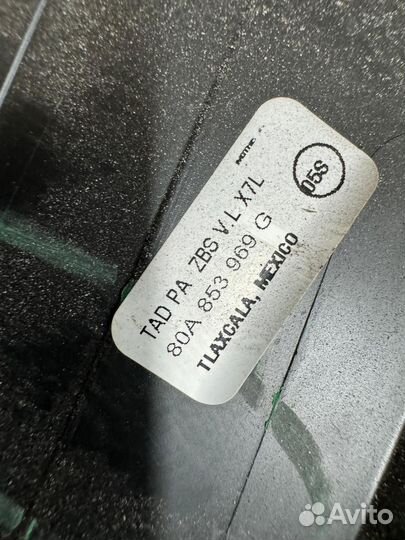 05S
TAD PA ZBS V L X7L
80A 853 969 G
TLAXCALA, MEXICO
Avito